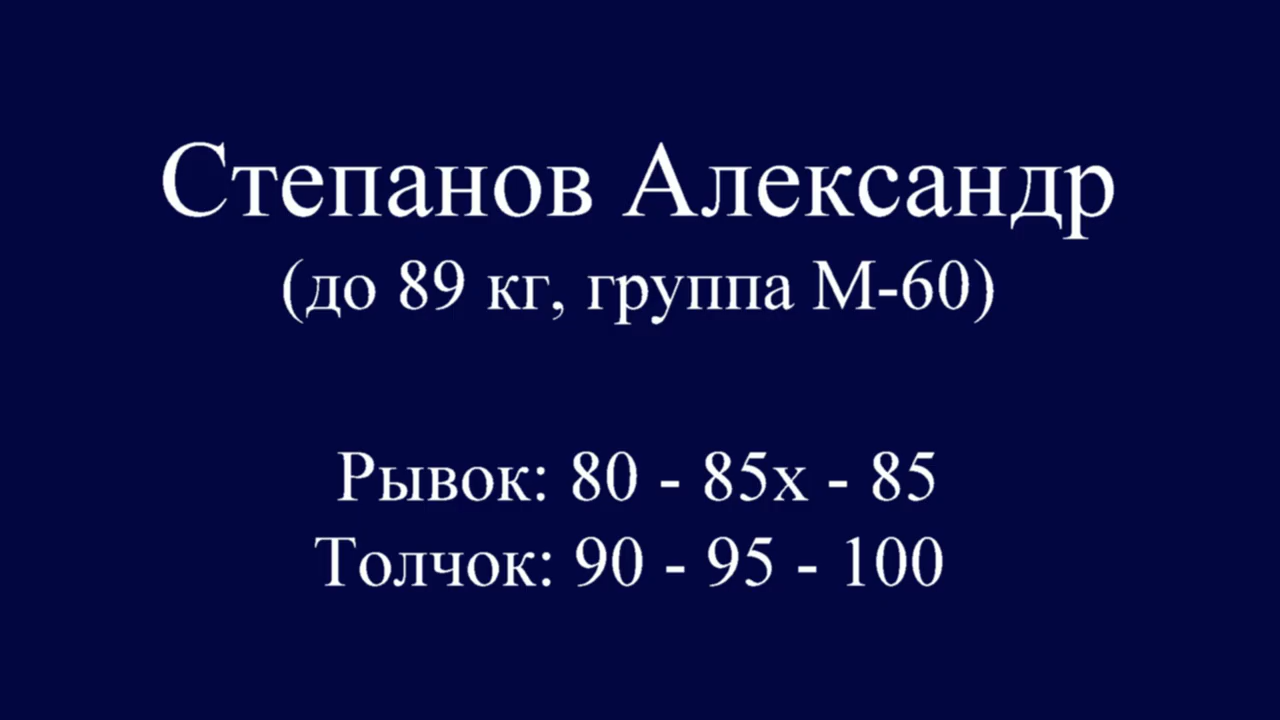 Степанов Александр
(до 89 кг, группа М-60)
Рывок: 80 - 85х - 85
Толчок: 90 - 95 - 100